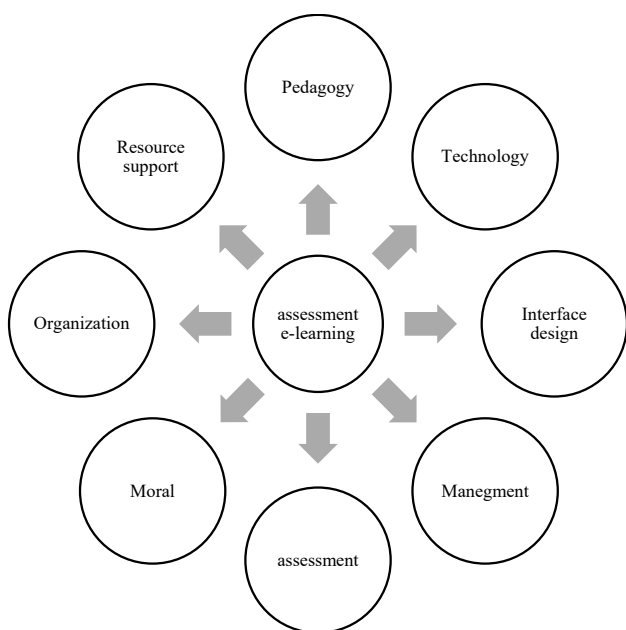 Pedagogy
Resource
support
Technology
Organization
assessment
e-learning
Interface
design
Moral
Manegment
assessment